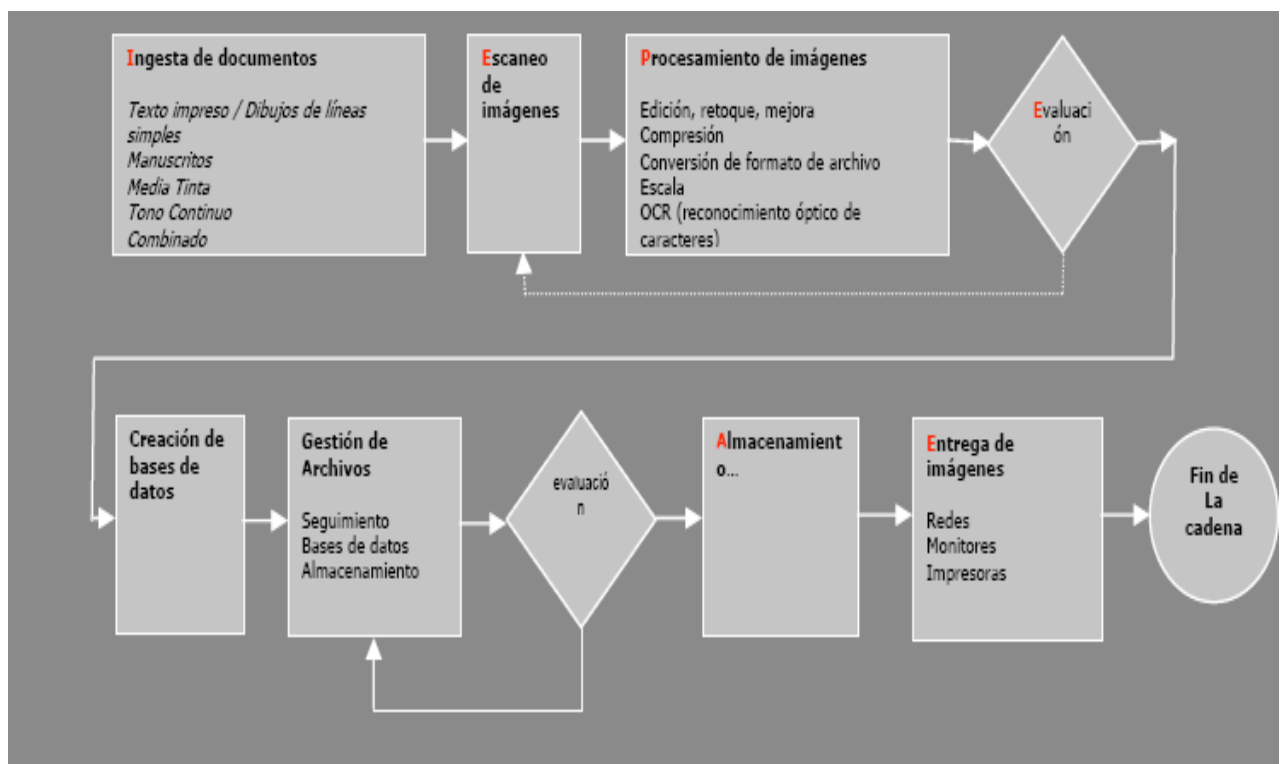 Ingesta de documentos
Texto impreso / Dibujos de líneas
simples
Manuscritos
Media Tinta
Tono Continuo
Combinado
Escaneo
de
imágenes
Procesamiento de imágenes
Edición, retoque, mejora
Compresión
Conversión de formato de archivo
Escala
OCR (reconocimiento óptico de
caracteres)
Evaluaci
ón
Creación de
bases de
datos
Gestión de
Archivos
Seguimiento
Bases de datos
Almacenamiento
evaluació
n
Almacenamient
o...
Entrega de
imágenes
Redes
Monitores
Impresoras
Fin de
La
cadena